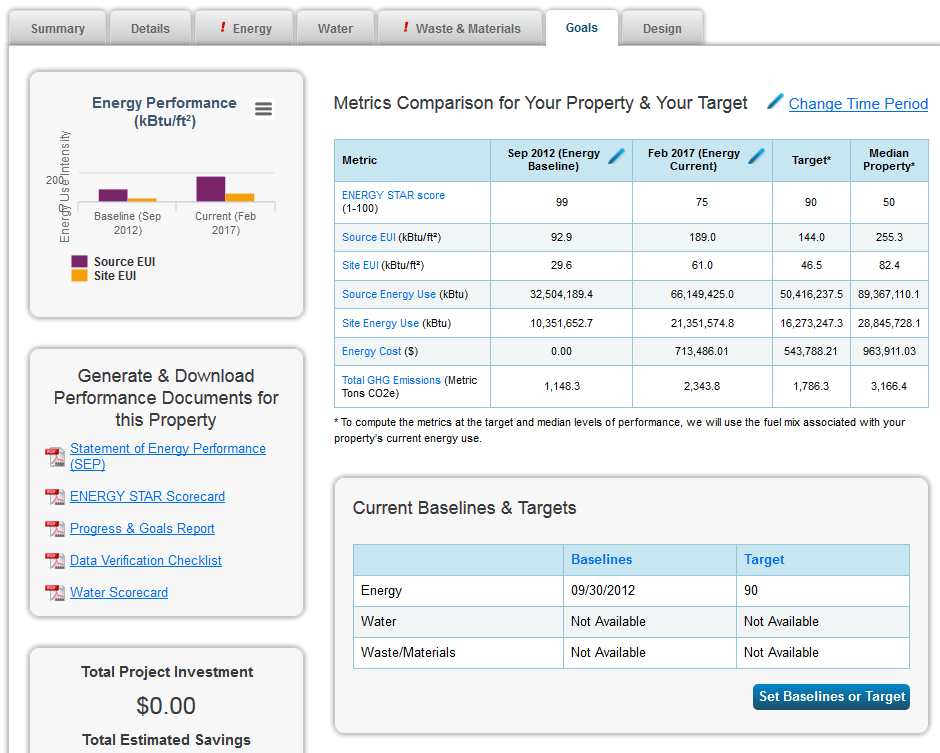 Summary Details ! Energy Water ! Waste & Materials Goals Design
Energy Performance
(kBtu/ft²)
Energy Use Intensity
200
0
Baseline (Sep
2012)
Current (Feb
2017)
Source EUI
Site EUI
Generate & Download
Performance Documents for
this Property
Statement of Energy Performance
(SEP)
ENERGY STAR Scorecard
Progress & Goals Report
Data Verification Checklist
Water Scorecard
Total Project Investment
$0.00
Total Estimated Savings
Metrics Comparison for Your Property & Your Target Change Time Period
Metric Sep 2012 (Energy Baseline) Feb 2017 (Energy Current) Target* Median Property*
ENERGY STAR score (1-100) 99 75 90 50
Source EUI (kBtu/ft²) 92.9 189.0 144.0 255.3
Site EUI (kBtu/ft²) 29.6 61.0 46.5 82.4
Source Energy Use (kBtu) 32,504,189.4 66,149,425.0 50,416,237.5 89,367,110.1
Site Energy Use (kBtu) 10,351,652.7 21,351,574.8 16,273,247.3 28,845,728.1
Energy Cost ($) 0.00 713,486.01 543,788.21 963,911.03
Total GHG Emissions (Metric Tons CO2e) 1,148.3 2,343.8 1,786.3 3,166.4
* To compute the metrics at the target and median levels of performance, we will use the fuel mix associated with your
property's current energy use.
Current Baselines & Targets
Baselines Target
Energy 09/30/2012 90
Water Not Available Not Available
Waste/Materials Not Available Not Available
Set Baselines or Target